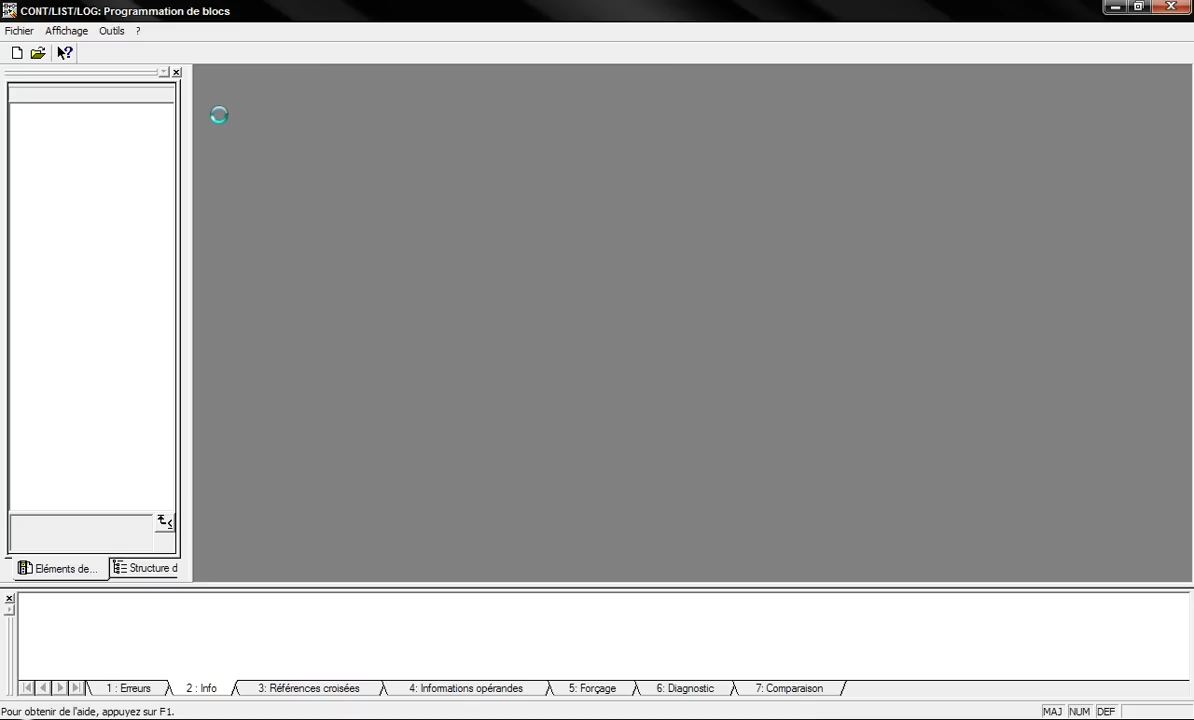 CONT/LIST/LOG: Programmation de blocs
Fichier Affichage Outils ?
Eléments de... Structure d
1 : Erreurs 2 : Info 3: Références croisées 4: Informations opérandes 5: Forçage 6: Diagnostic 7: Comparaison
Pour obtenir de l'aide, appuyez sur F1. MAJ NUM DEF